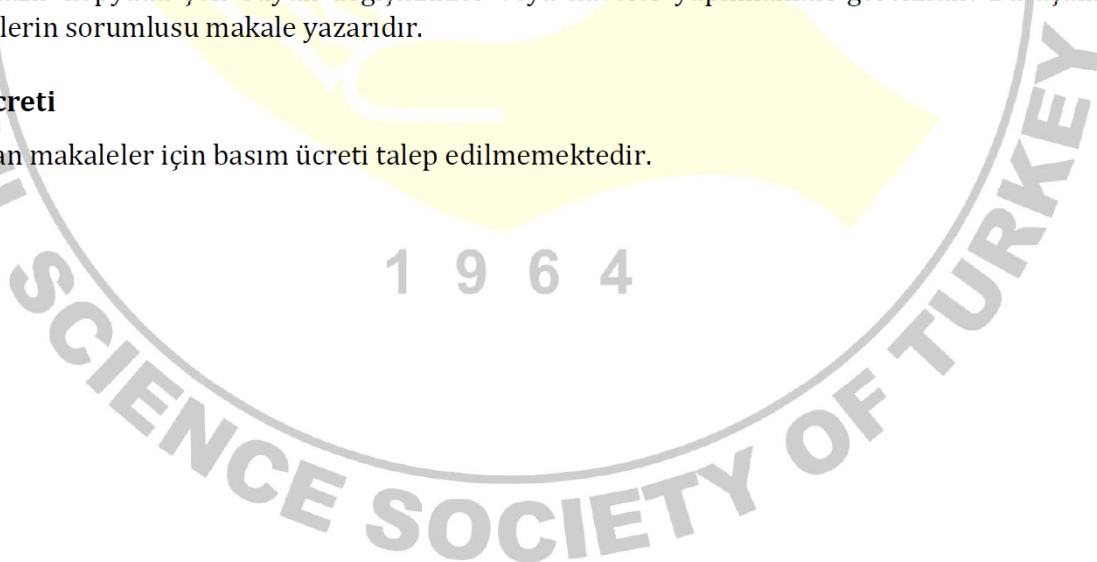 lerin sorumlusu makale yazarıdır.
creti
an makaleler için basım ücreti talep edilmemektedir.
1 9 6 4
SCIENCE SOCIETY OF TURKEY